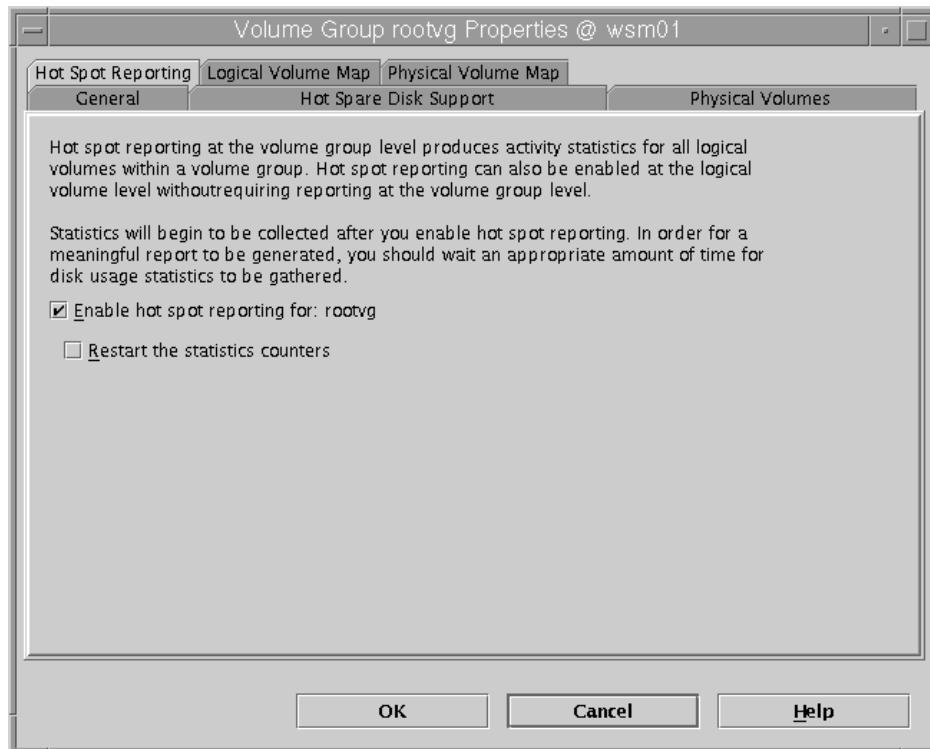 Volume Group rootvg Properties @ wsm01
Hot Spot Reporting Logical Volume Map Physical Volume Map
General Hot Spare Disk Support Physical Volumes
Hot spot reporting at the volume group level produces activity statistics for all logical
volumes within a volume group. Hot spot reporting can also be enabled at the logical
volume level withoutrequiring reporting at the volume group level.
Statistics will begin to be collected after you enable hot spot reporting. In order for a
meaningful report to be generated, you should wait an appropriate amount of time for
disk usage statistics to be gathered.
Enable hot spot reporting for: rootvg
Restart the statistics counters
OK Cancel Help